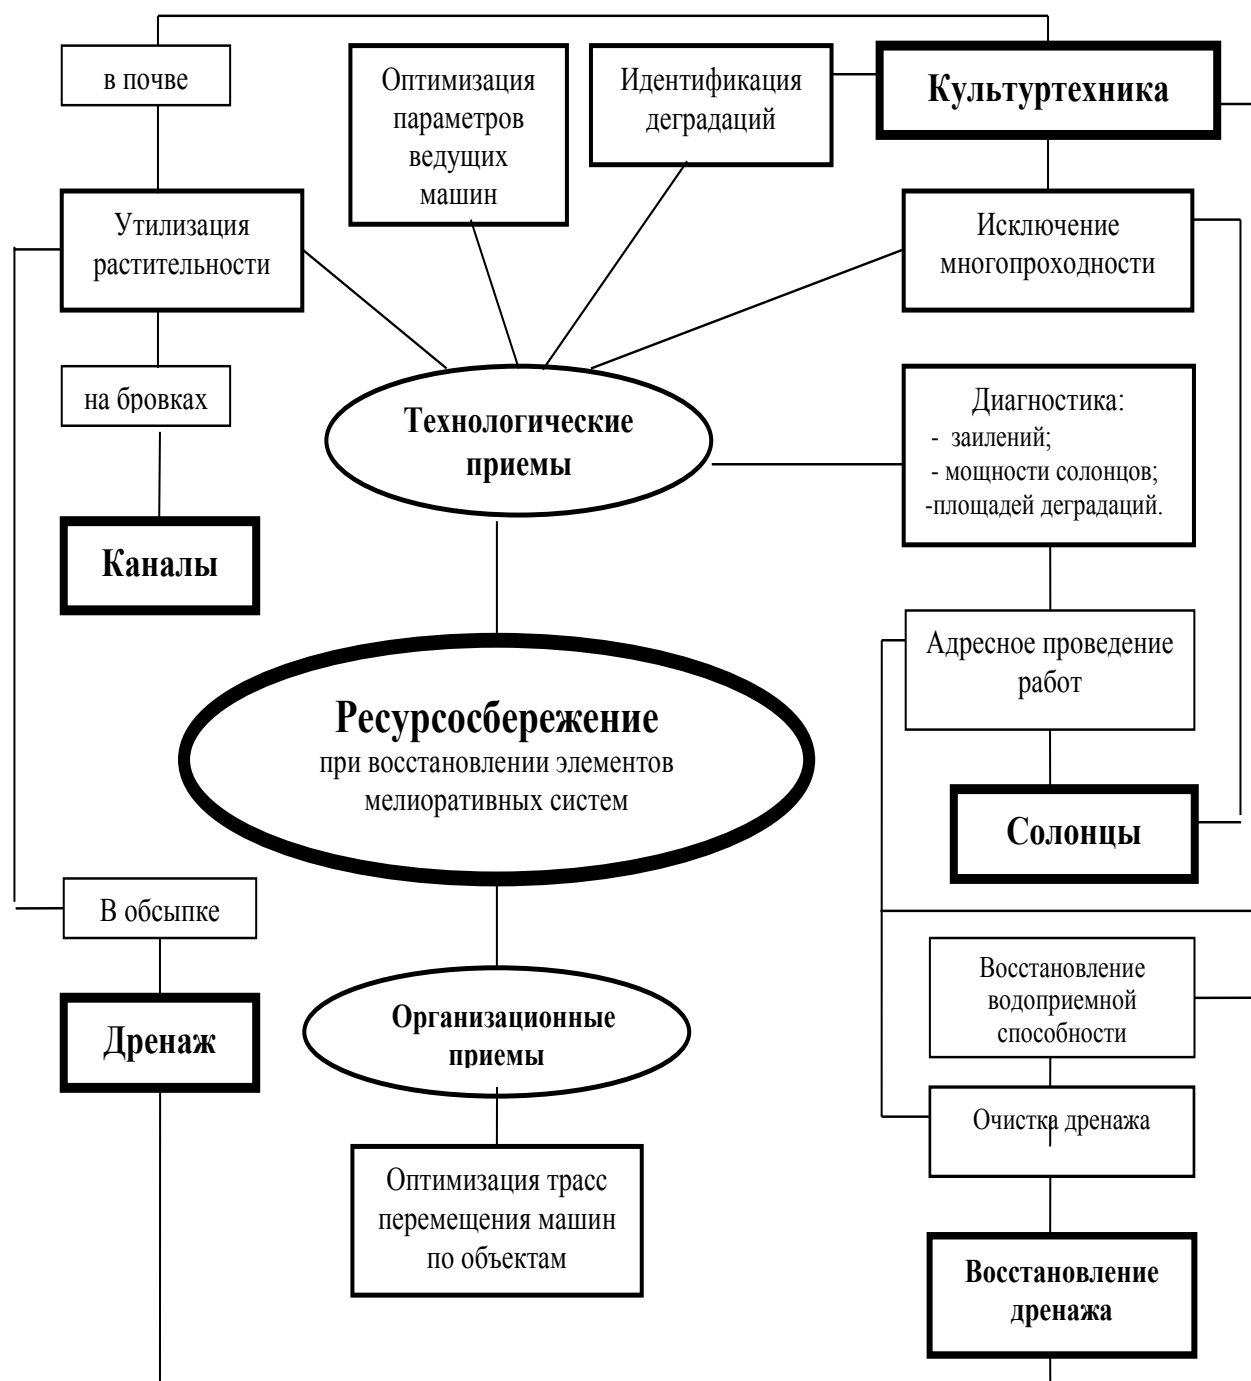 в почве
Оптимизация
параметров
ведущих
машин
Идентификация
деградаций
Культуртехника
Утилизация
растительности
Исключение
многопроходности
на бровках
Технологические
приемы
Диагностика:
- заилений;
- мощности солонцов;
-площадей деградаций.
Каналы
Адресное проведение
работ
Ресурсосбережение
при восстановлении элементов
мелиоративных систем
Солонцы
В обсыпке
Восстановление
водоприемной
способности
Дренаж
Организационные
приемы
Очистка дренажа
Оптимизация трасс
перемещения машин
по объектам
Восстановление
дренажа